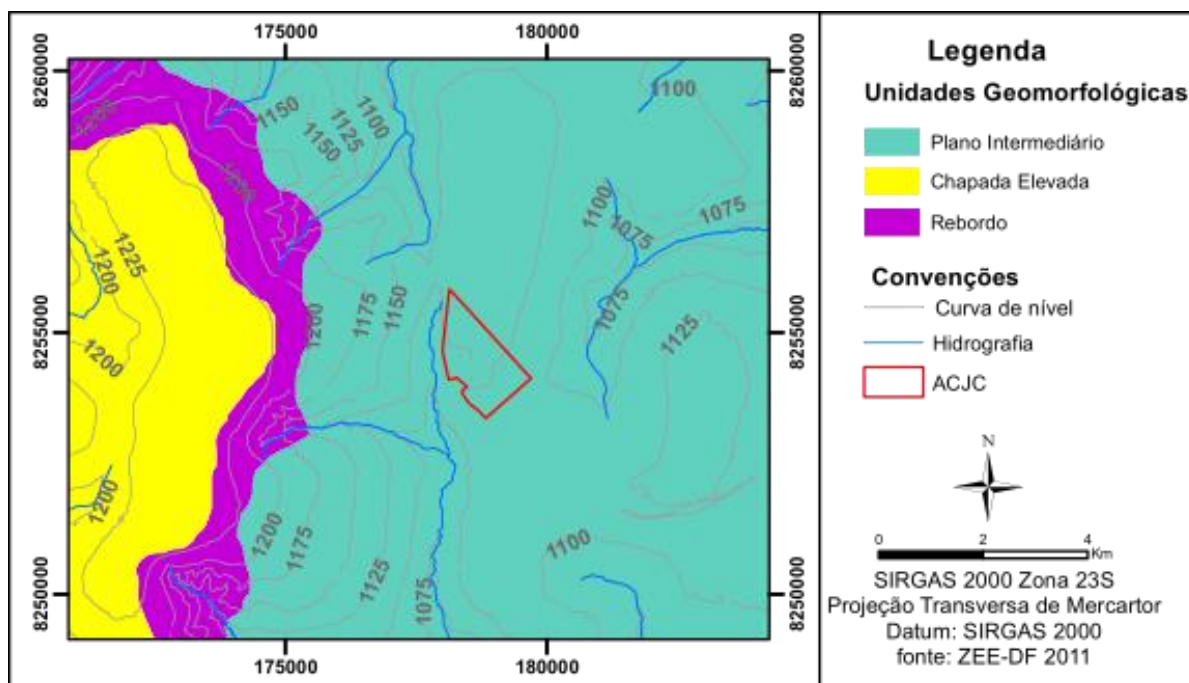 175000
180000
8260000
8260000
1200
1150
1100
1125
1150
1200
1100
1100
1075
1075
1225
1200
1175
1150
1200
8255000
8255000
1125
1200
1200
1200
1175
1125
1075
1100
8250000
8250000
175000
180000
Legenda
Unidades Geomorfológicas
Plano Intermediário
Chapada Elevada
Rebordo
Convenções
Curva de nível
Hidrografia
ACJC
N
0 2 4
Km
SIRGAS 2000 Zona 23S
Projeção Transversa de Mercartor
Datum: SIRGAS 2000
fonte: ZEE-DF 2011